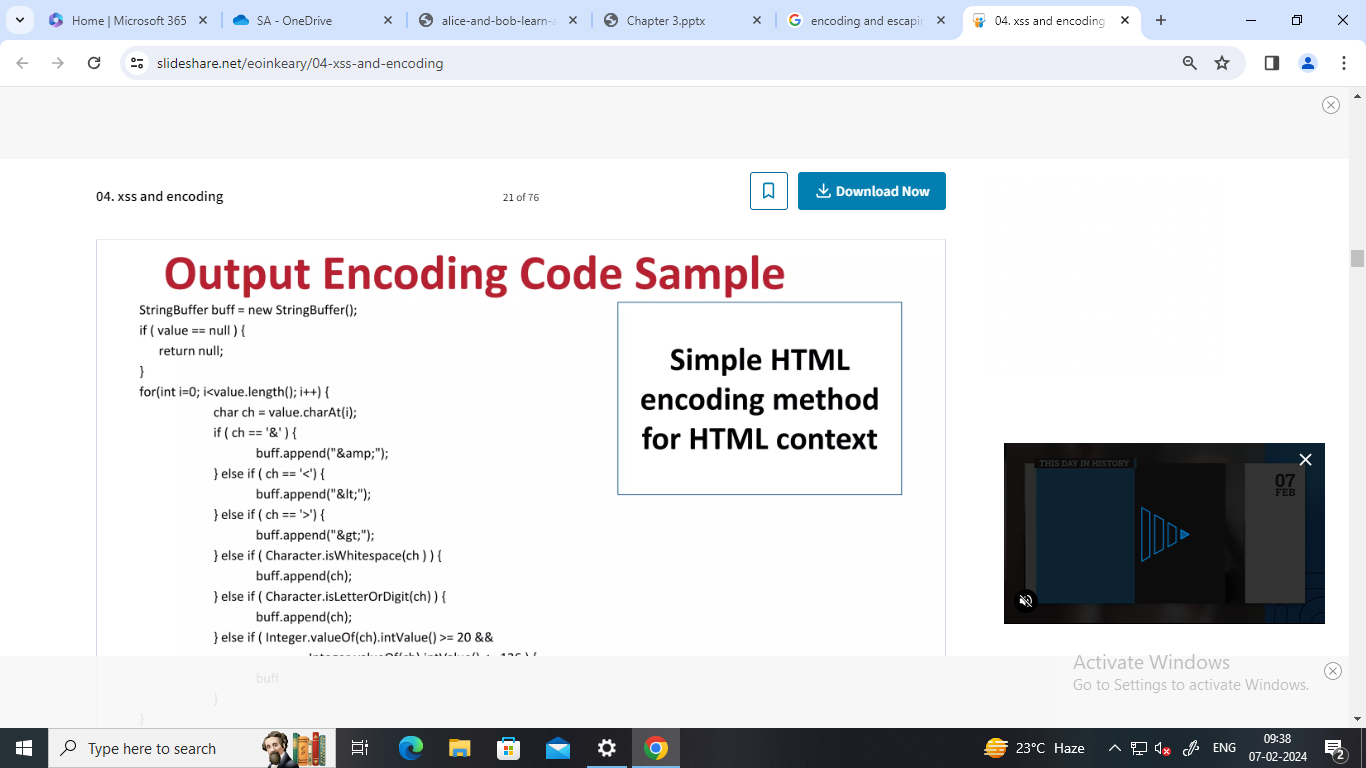 Home | Microsoft 365
SA - OneDrive
alice-and-bob-learn-
Chapter 3.pptx
encoding and escapin
04. xss and encoding
slideshare.net/eoinkeary/04-xss-and-encoding
04. xss and encoding
21 of 76
Download Now
Output Encoding Code Sample
StringBuffer buff = new StringBuffer();
if ( value == null ) {
return null;
}
for(int i=0; i<value.length(); i++) {
char ch = value.charAt(i);
if ( ch == '&' ) {
buff.append("&amp;");
} else if ( ch == '<') {
buff.append("&lt;");
} else if ( ch == '>') {
buff.append("&gt;");
} else if ( Character.isWhitespace(ch ) ) {
buff.append(ch);
} else if ( Character.isLetterOrDigit(ch) ) {
buff.append(ch);
} else if ( Integer.valueOf(ch).intValue() >= 20 &&
buff
}
}
Simple HTML
encoding method
for HTML context
THIS DAY IN HISTORY
07
FEB
Activate Windows
Go to Settings to activate Windows.
Type here to search
23°C Haze
ENG
09:38
07-02-2024
2